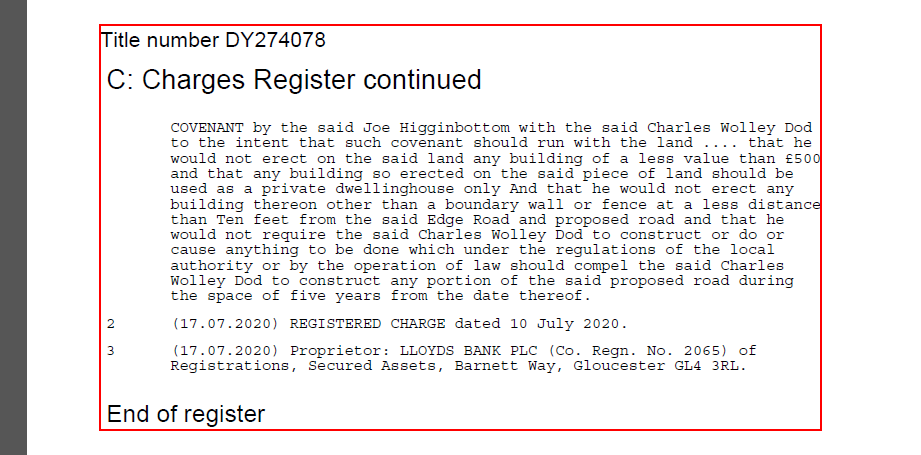 Title number DY274078
C: Charges Register continued
COVENANT by the said Joe Higginbottom with the said Charles Wolley Dod
to the intent that such covenant should run with the land .... that he
would not erect on the said land any building of a less value than £500
and that any building so erected on the said piece of land should be
used as a private dwellinghouse only And that he would not erect any
building thereon other than a boundary wall or fence at a less distance
than Ten feet from the said Edge Road and proposed road and that he
would not require the said Charles Wolley Dod to construct or do or
cause anything to be done which under the regulations of the local
authority or by the operation of law should compel the said Charles
Wolley Dod to construct any portion of the said proposed road during
the space of five years from the date thereof.
2 (17.07.2020) REGISTERED CHARGE dated 10 July 2020.
3 (17.07.2020) Proprietor: LLOYDS BANK PLC (Co. Regn. No. 2065) of
Registrations, Secured Assets, Barnett Way, Gloucester GL4 3RL.
End of register